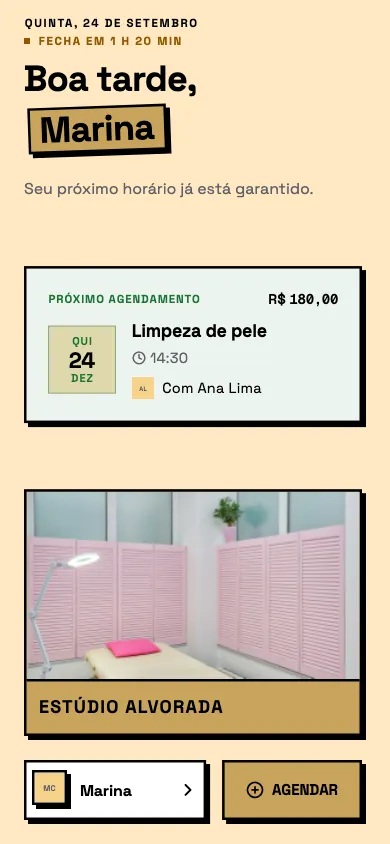 QUINTA, 24 DE SETEMBRO
FECHA EM 1 H 20 MIN
Boa tarde,
Marina
Seu próximo horário já está garantido.
PRÓXIMO AGENDAMENTO
R$ 180,00
QUI
24
DEZ
Limpeza de pele
14:30
AL
Com Ana Lima
ESTÚDIO ALVORADA
MC
Marina
AGENDAR